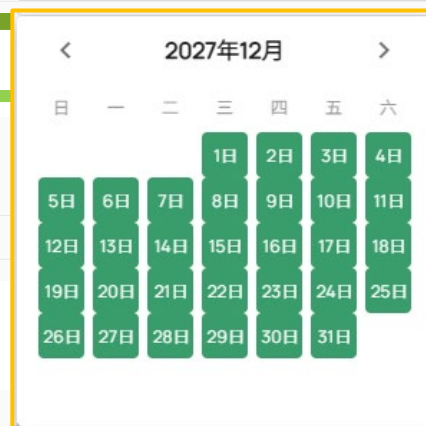 2027年12月
日 一 二 三 四 五 六
1日 2日 3日 4日
5日 6日 7日 8日 9日 10日 11日
12日 13日 14日 15日 16日 17日 18日
19日 20日 21日 22日 23日 24日 25日
26日 27日 28日 29日 30日 31日